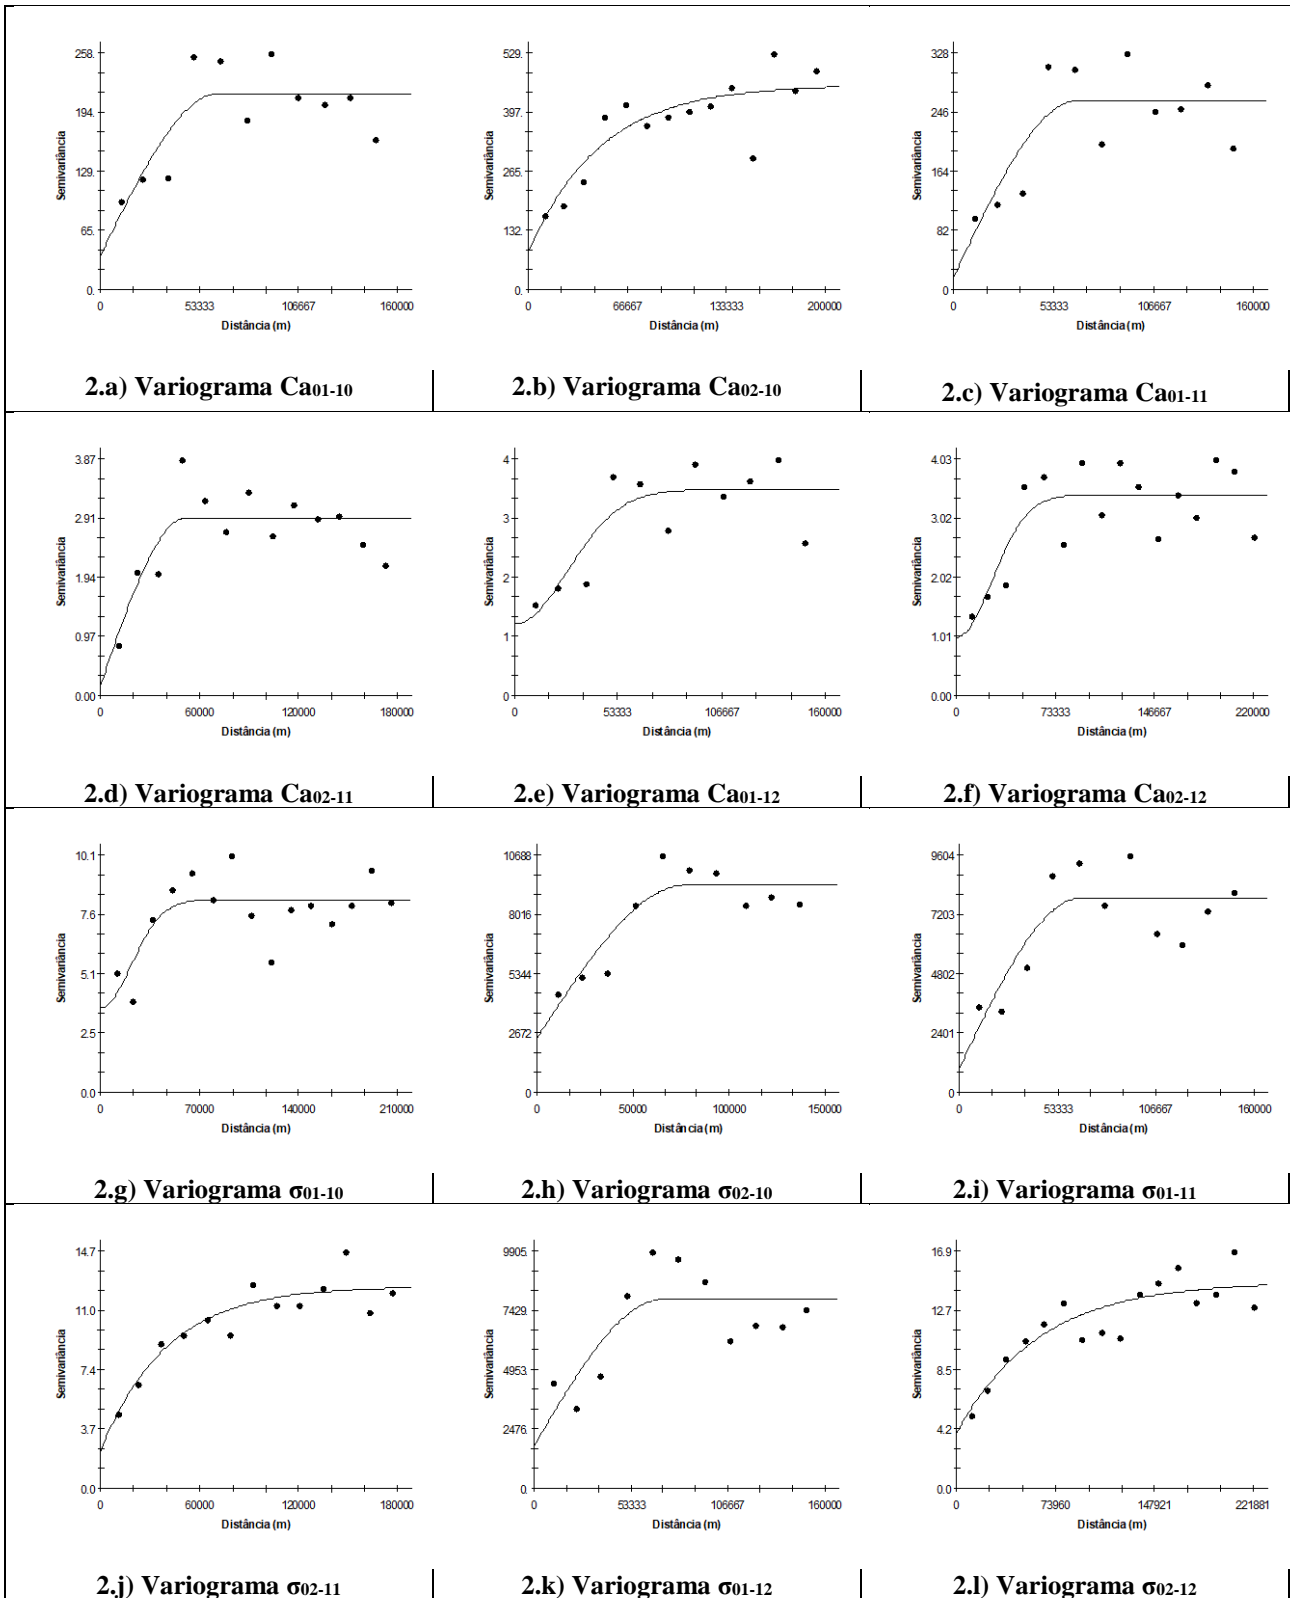 258.
194.
129.
65.
0.
Semivariância
0 53333 106667 160000
Distância (m)
2.a) Variograma Ca01-10
529.
397.
265.
132.
0.
Semivariância
0 66667 133333 200000
Distância (m)
2.b) Variograma Ca02-10
328
246
164
82
0
Semivariância
0 53333 106667 160000
Distância (m)
2.c) Variograma Ca01-11
3.87
2.91
1.94
0.97
0.00
Semivariância
0 60000 120000 180000
Distância (m)
2.d) Variograma Ca02-11
4
3
2
1
0
Semivariância
0 53333 106667 160000
Distância (m)
2.e) Variograma Ca01-12
4.03
3.02
2.02
1.01
0.00
Semivariância
0 73333 146667 220000
Distância (m)
2.f) Variograma Ca02-12
10.1
7.6
5.1
2.5
0.0
Semivariância
0 70000 140000 210000
Distância (m)
2.g) Variograma σ01-10
10688
8016
5344
2672
0
Semivariância
0 50000 100000 150000
Distância (m)
2.h) Variograma σ02-10
9604
7203
4802
2401
0
Semivariância
0 53333 106667 160000
Distância (m)
2.i) Variograma σ01-11
14.7
11.0
7.4
3.7
0.0
Semivariância
0 60000 120000 180000
Distância (m)
2.j) Variograma σ02-11
9905.
7429.
4953
2476.
0.
Semivariância
0 53333 106667 160000
Distância (m)
2.k) Variograma σ01-12
16.9
12.7
8.5
4.2
0.0
Semivariância
0 73960 147921 221881
Distância (m)
2.l) Variograma σ02-12